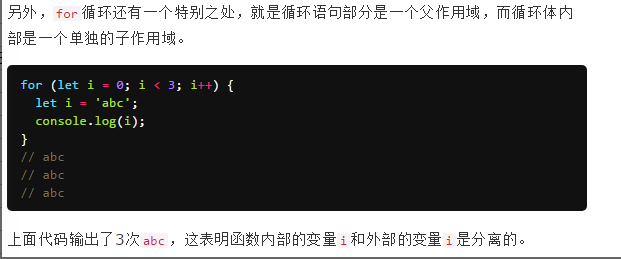 另外，for循环还有一个特别之处，就是循环语句部分是一个父作用域，而循环体内
部是一个单独的子作用域。
for (let i = 0; i < 3; i++) {
  let i = 'abc';
  console.log(i);
}
// abc
// abc
// abc
上面代码输出了3次abc，这表明函数内部的变量i和外部的变量i是分离的。